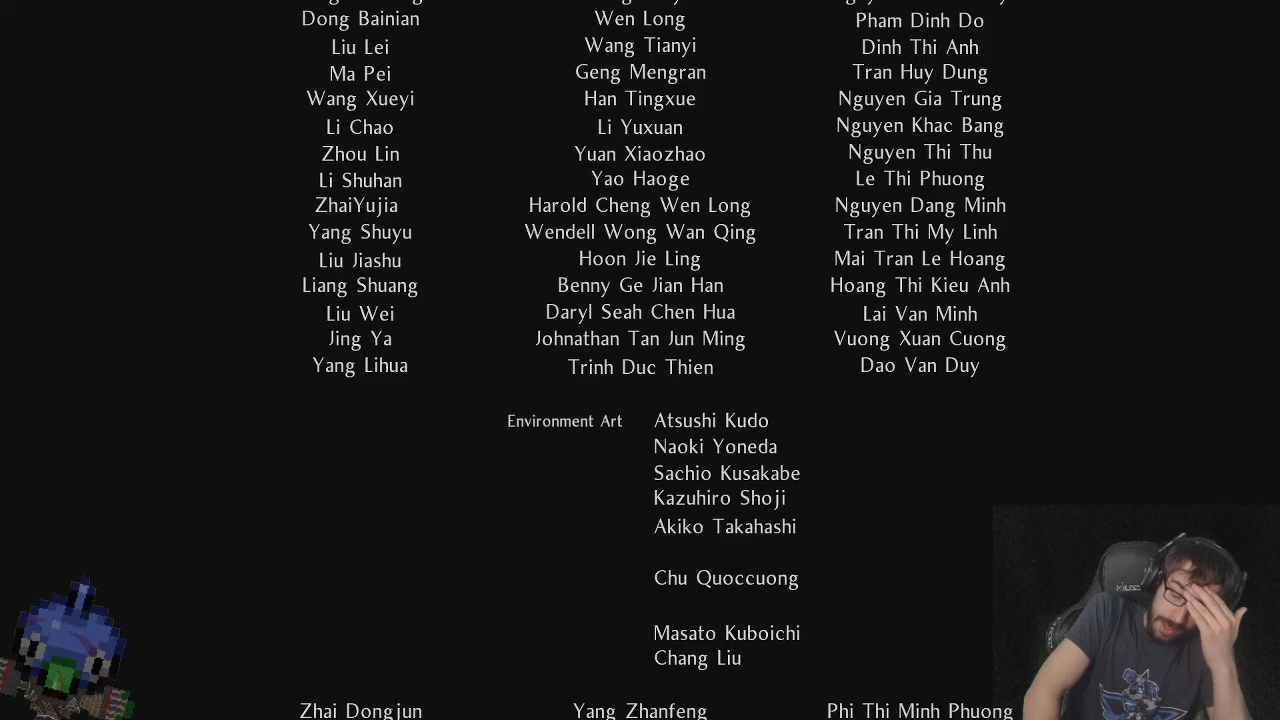 Dong Bainian Wen Long Pham Dinh Do
Liu Lei Wang Tianyi Dinh Thi Anh
Ma Pei Geng Mengran Tran Huy Dung
Wang Xueyi Han Tingxue Nguyen Gia Trung
Li Chao Li Yuxuan Nguyen Khac Bang
Zhou Lin Yuan Xiaozhao Nguyen Thi Thu
Li Shuhan Yao Haoge Le Thi Phuong
ZhaiYujia Harold Cheng Wen Long Nguyen Dang Minh
Yang Shuyu Wendell Wong Wan Qing Tran Thi My Linh
Liu Jiashu Hoon Jie Ling Mai Tran Le Hoang
Liang Shuang Benny Ge Jian Han Hoang Thi Kieu Anh
Liu Wei Daryl Seah Chen Hua Lai Van Minh
Jing Ya Johnathan Tan Jun Ming Vuong Xuan Cuong
Yang Lihua Trinh Duc Thien Dao Van Duy
Environment Art Atsushi Kudo
Naoki Yoneda
Sachio Kusakabe
Kazuhiro Shoji
Akiko Takahashi
Chu Quoccuong
Masato Kuboichi
Chang Liu
Zhai Dongjun Yang Zhanfeng Phi Thi Minh Phuong